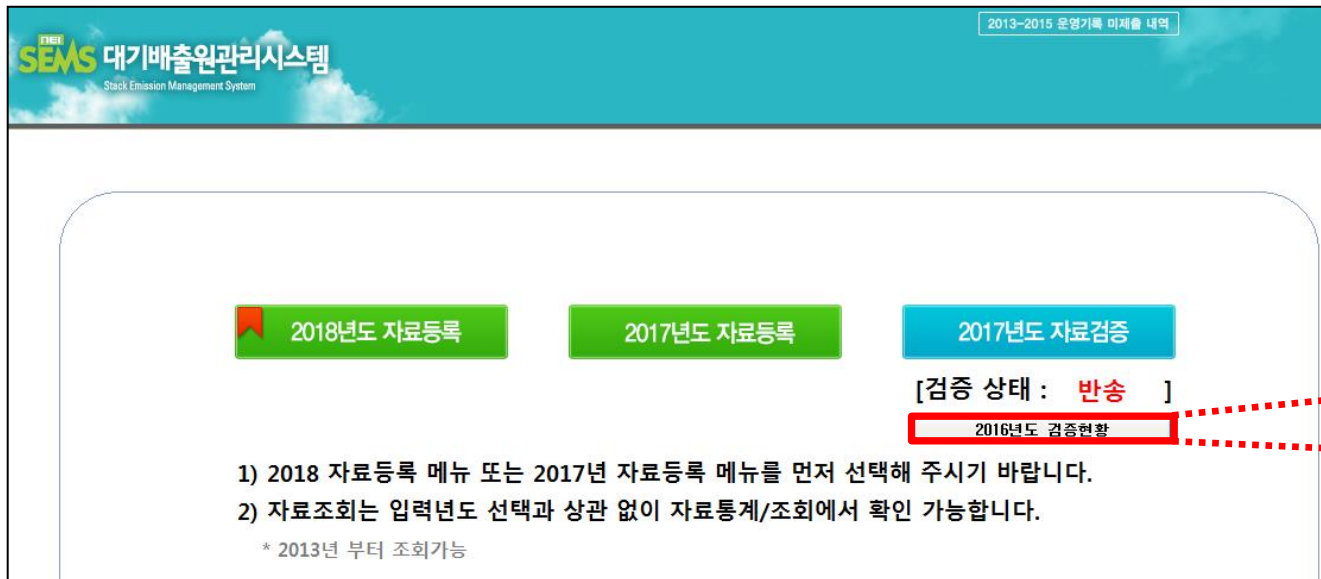 2013-2015 운영기록 미제출 내역
nei
SEMS 대기배출원관리시스템
Stack Emission Management System
2018년도 자료등록
2017년도 자료등록
2017년도 자료검증
[검증 상태 : 반송 ]
2016년도 검증현황
1) 2018 자료등록 메뉴 또는 2017년 자료등록 메뉴를 먼저 선택해 주시기 바랍니다.
2) 자료조회는 입력년도 선택과 상관 없이 자료통계/조회에서 확인 가능합니다.
* 2013년 부터 조회가능